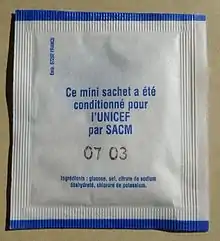 Ce mini sachet a été
conditionné pour
l'UNICEF
par SACM
07 03
Ingrédients : glucose, sel, citrate de sodium
déshydraté, chlorure de potassium.